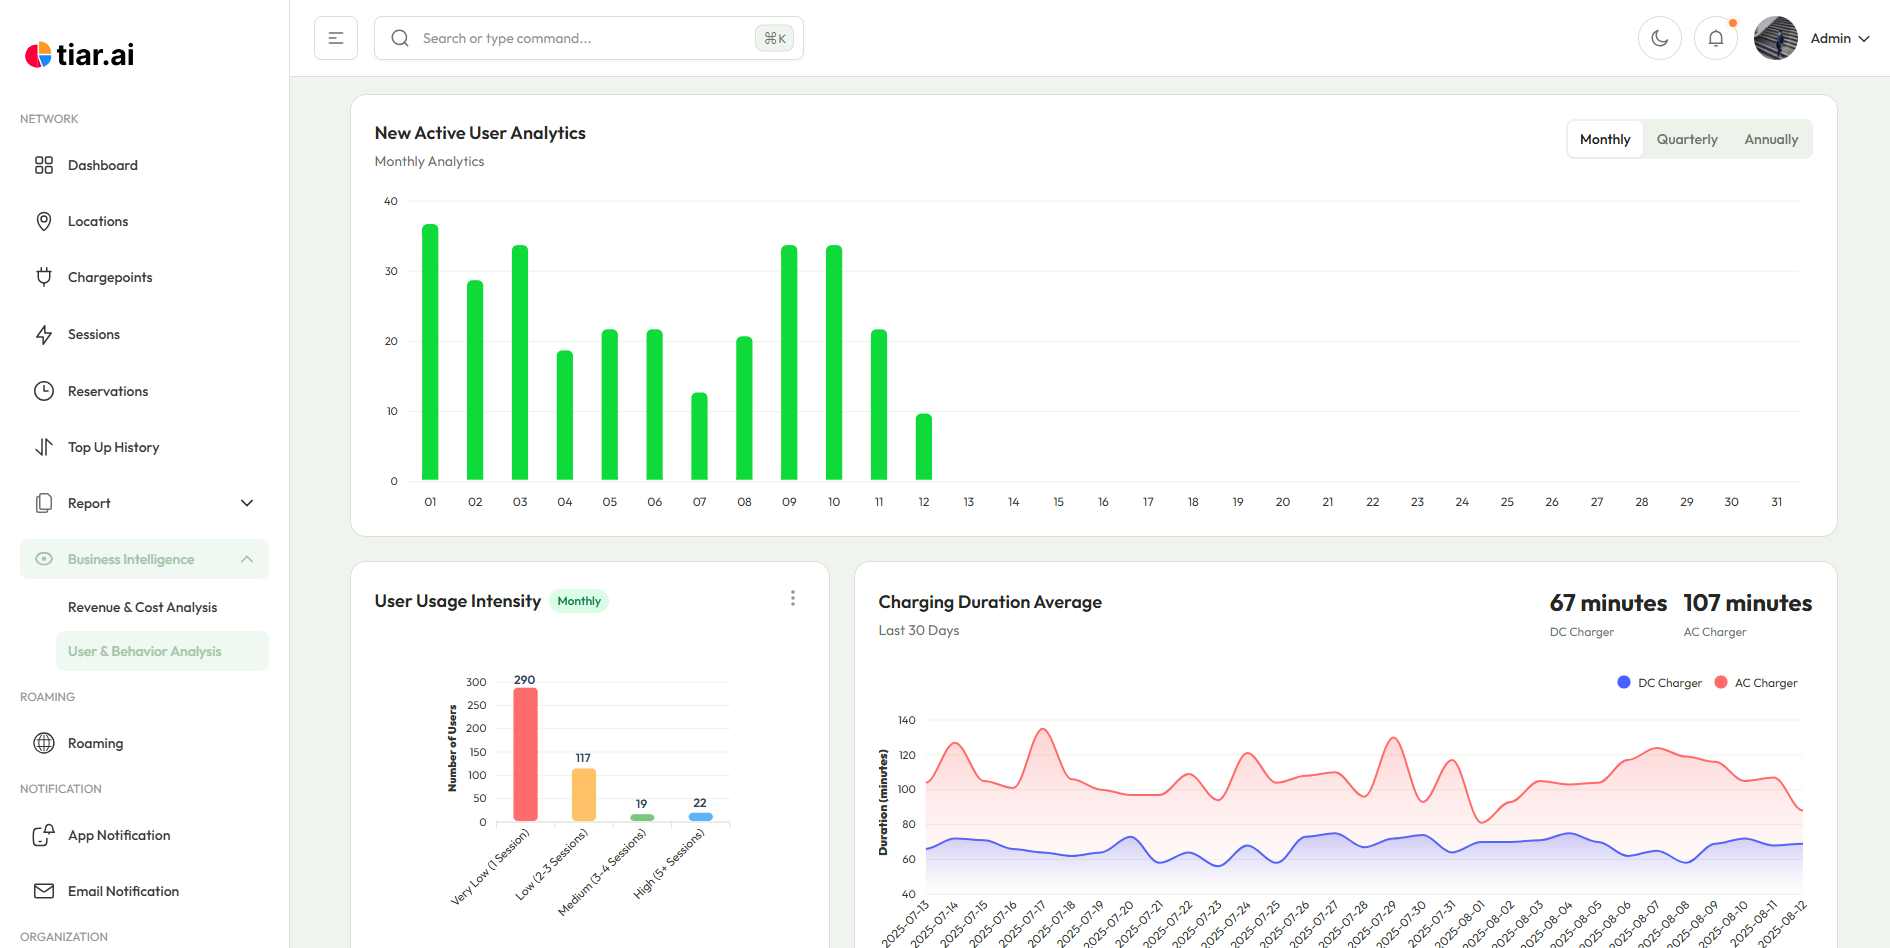 tiar.ai
Search or type command...
⌘K
Admin
NETWORK
Dashboard
Locations
Chargepoints
Sessions
Reservations
Top Up History
Report
Business Intelligence
Revenue & Cost Analysis
User & Behavior Analysis
ROAMING
Roaming
NOTIFICATION
App Notification
Email Notification
ORGANIZATION
New Active User Analytics
Monthly Analytics
Monthly Quarterly Annually
40
30
20
10
0
01 02 03 04 05 06 07 08 09 10 11 12 13 14 15 16 17 18 19 20 21 22 23 24 25 26 27 28 29 30 31
User Usage Intensity Monthly
Number of Users
300
250
200
150
100
50
0
290
117
19
22
Very Low (1 Session)
Low (2-3 Sessions)
Medium (3-4 Sessions)
High (5+ Sessions)
Charging Duration Average
Last 30 Days
67 minutes 107 minutes
DC Charger AC Charger
DC Charger AC Charger
Duration (minutes)
140
120
100
80
60
40
2025-07-13 2025-07-14 2025-07-15 2025-07-16 2025-07-17 2025-07-18 2025-07-19 2025-07-20 2025-07-21 2025-07-22 2025-07-23 2025-07-24 2025-07-25 2025-07-26 2025-07-27 2025-07-28 2025-07-29 2025-07-30 2025-07-31 2025-08-01 2025-08-02 2025-08-03 2025-08-04 2025-08-05 2025-08-06 2025-08-07 2025-08-08 2025-08-09 2025-08-10 2025-08-11 2025-08-12